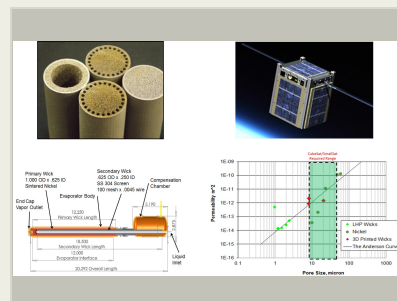 Primary Wick
1.000 OD x .625 ID
Sintered Nickel
Secondary Wick
.625 OD x .250 ID
SS 304 Screen
100 mesh x .0045 wire
Compensation
Chamber
End Cap
Vapor Outlet
Evaporator Body
Primary Wick Length
Secondary Wick Length
12.000
Evaporator Interface
Overall Length
Liquid
Inlet
CubeSat/SmallSat
Required Range
Permeability m^2
1E-09
1E-10
1E-11
1E-12
1E-13
1E-14
1E-15
1E-16
0.1
1
10
100
Pore Size, micron
LHP Wicks
Nickel
3D Printed Wicks
The Anderson Curve